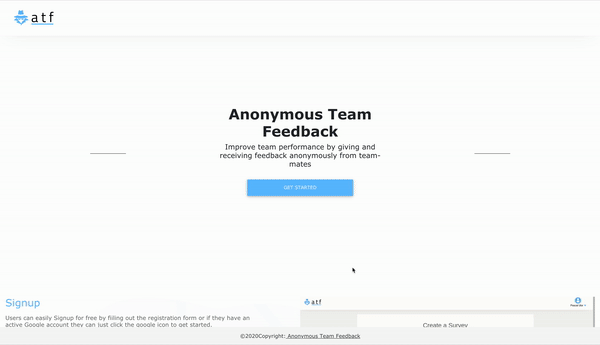 atf
Anonymous Team
Feedback
Improve team performance by giving and
receiving feedback anonymously from team-
mates
GET STARTED
Signup
Users can easily Signup for free by filling out the registration form or if they have an
active Google account they can just click the google icon to get started.
atf
Create a Survey
©2020Copyright: Anonymous Team Feedback